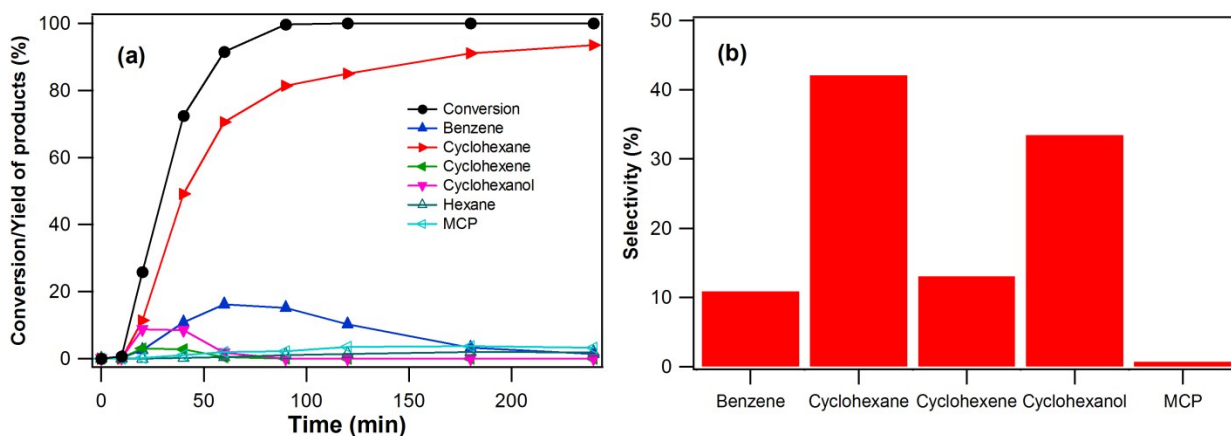 (a)
Conversion/Yield of products (%)
100
80
60
40
20
0
Conversion
Benzene
Cyclohexane
Cyclohexene
Cyclohexanol
Hexane
MCP
0 50 100 150 200
Time (min)
(b)
Selectivity (%)
50
40
30
20
10
0
Benzene Cyclohexane Cyclohexene Cyclohexanol MCP